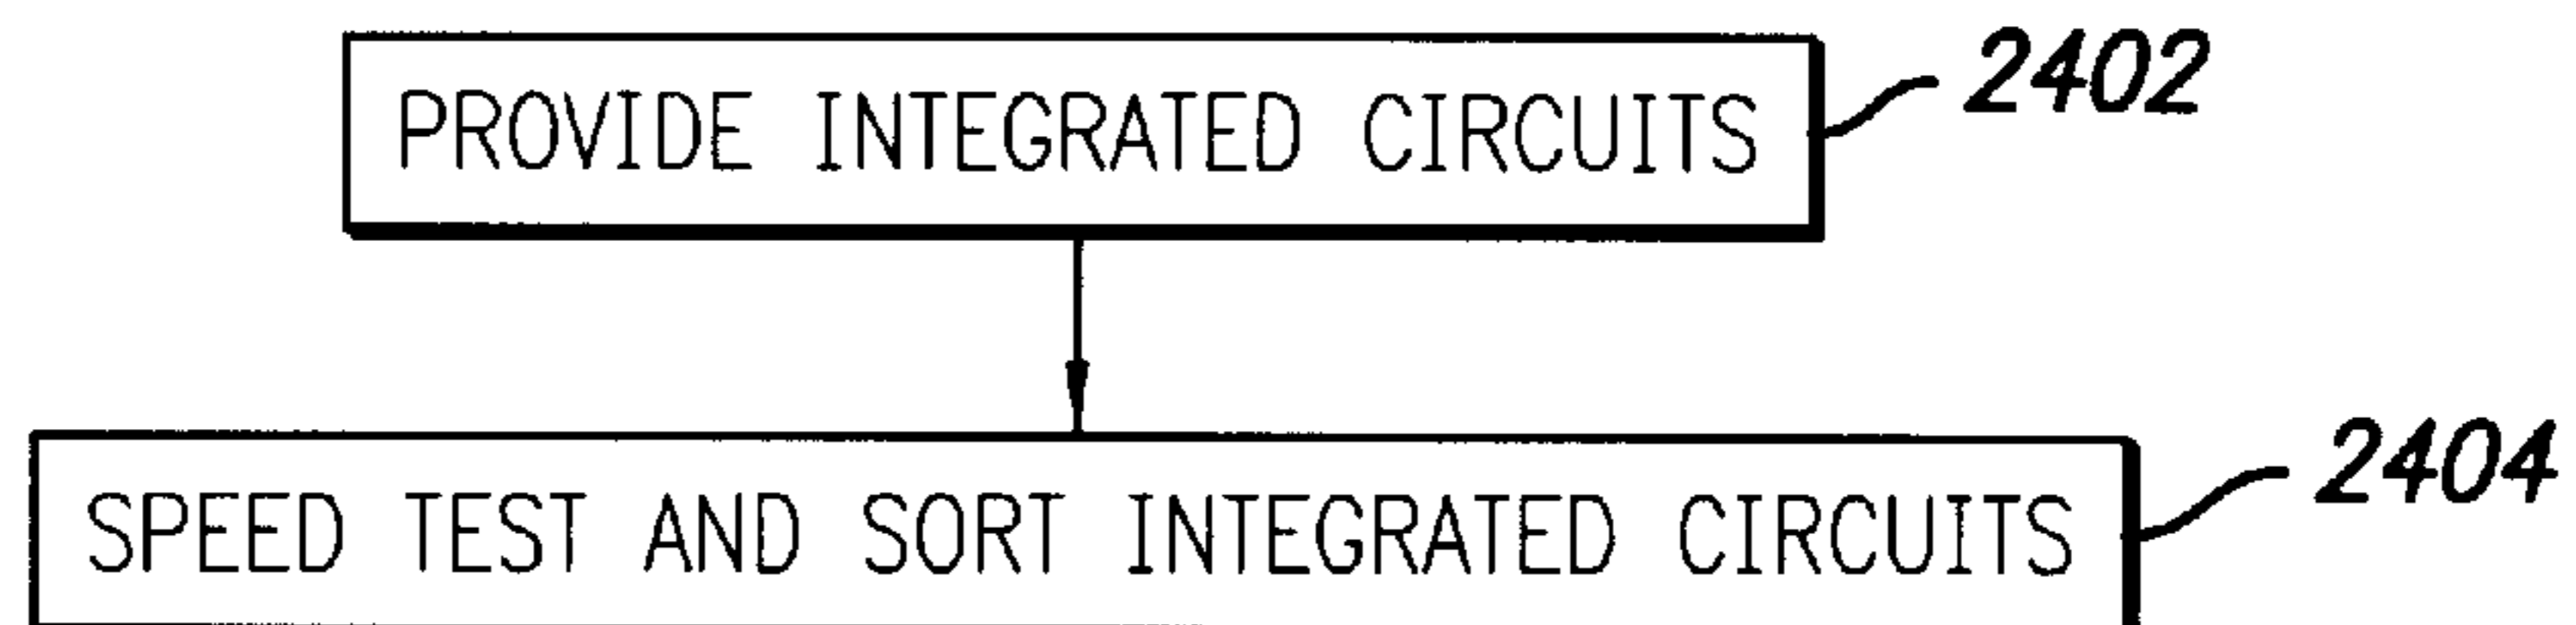 PROVIDE INTEGRATED CIRCUITS 2402
SPEED TEST AND SORT INTEGRATED CIRCUITS 2404